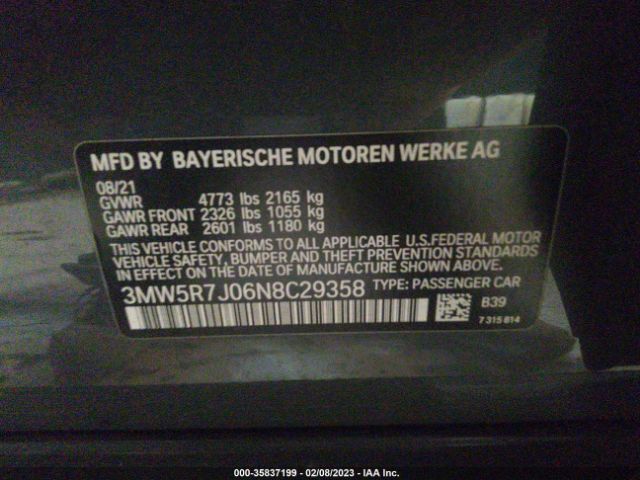 MFD BY BAYERISCHE MOTOREN WERKE AG
08/21
GVWR 4773 lbs 2165 kg
GAWR FRONT 2326 lbs 1055 kg
GAWR REAR 2601 lbs 1180 kg
THIS VEHICLE CONFORMS TO ALL APPLICABLE U.S.FEDERAL MOTOR
VEHICLE SAFETY, BUMPER AND THEFT PREVENTION STANDARDS
IN EFFECT ON THE DATE OF MANUFACTURE SHOWN ABOVE.
3MW5R7J06N8C29358 TYPE: PASSENGER CAR
B39
7 315 814
000-35837199 — 02/08/2023 — IAA Inc.